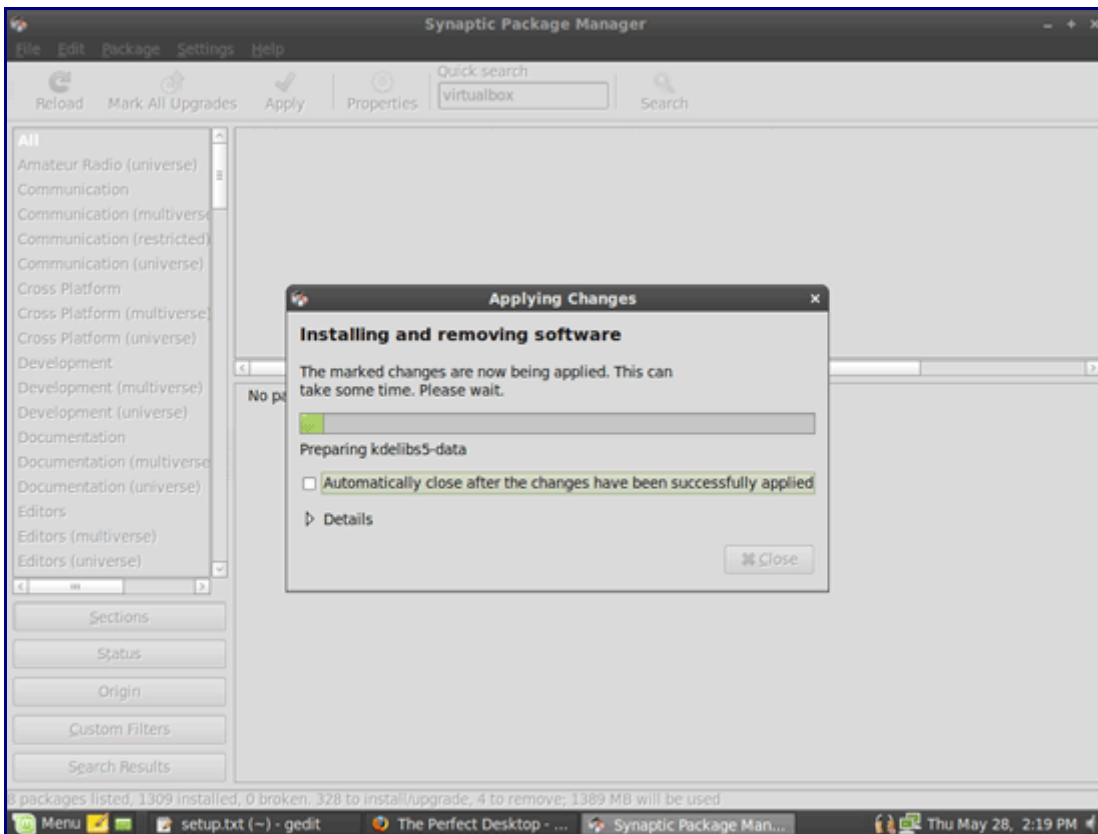 Synaptic Package Manager
File Edit Package Settings Help
Reload Mark All Upgrades Apply Properties Quick search virtualbox Search
All
Amateur Radio (universe)
Communication
Communication (multiverse
Communication (restricted)
Communication (universe)
Cross Platform
Cross Platform (multiverse)
Cross Platform (universe)
Development
Development (multiverse)
Development (universe)
Documentation
Documentation (multiverse
Documentation (universe)
Editors
Editors (multiverse)
Editors (universe)
Sections
Status
Origin
Custom Filters
Search Results
No pa
Applying Changes
Installing and removing software
The marked changes are now being applied. This can
take some time. Please wait.
Preparing kdelibs5-data
Automatically close after the changes have been successfully applied
Details
Close
packages listed, 1309 installed, 0 broken. 328 to install/upgrade, 4 to remove; 1389 MB will be used
Menu setup.txt (~) - gedit The Perfect Desktop - ... Synaptic Package Man... Thu May 28, 2:19 PM